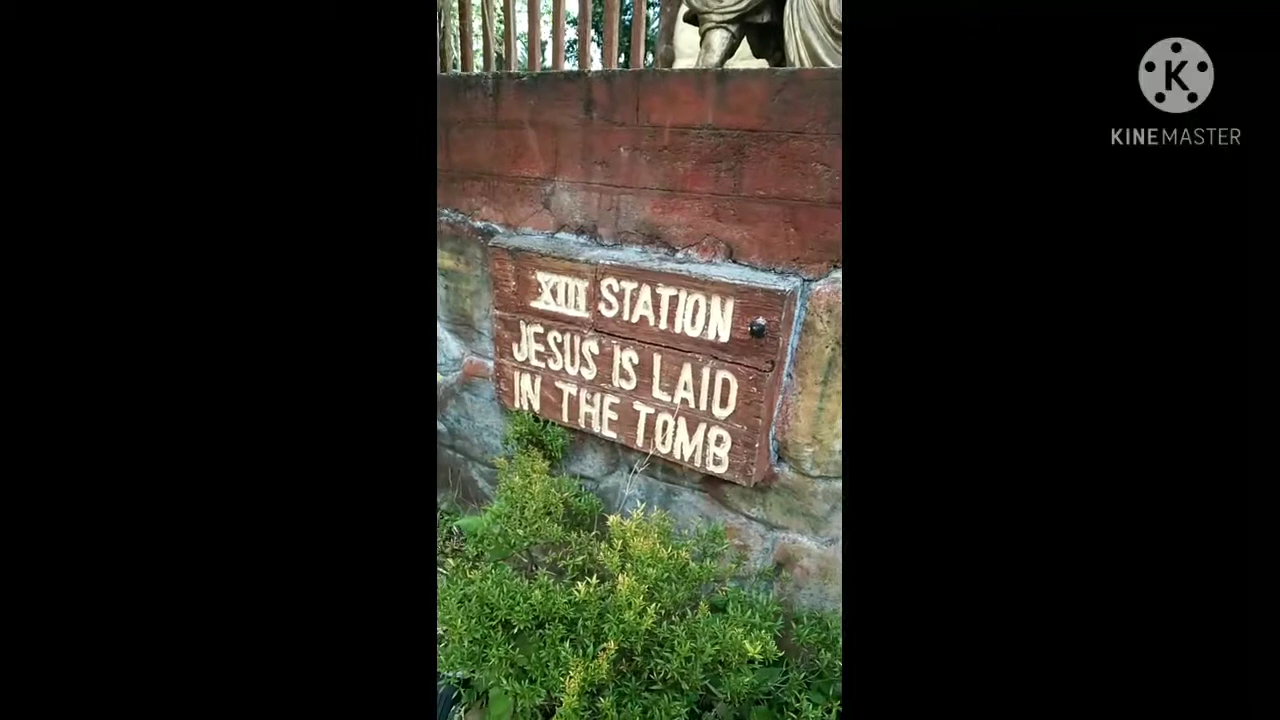 K
KINEMASTER
XIII STATION
JESUS IS LAID
IN THE TOMB